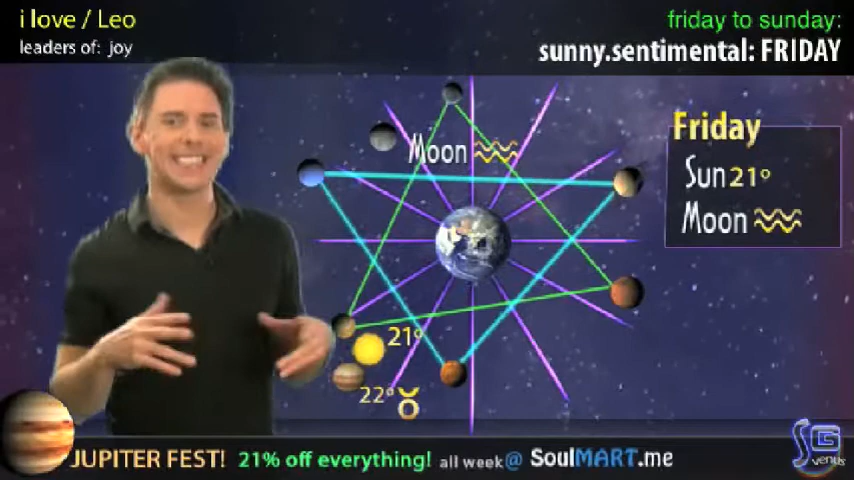 i love / Leo
leaders of: joy
friday to sunday:
sunny.sentimental: FRIDAY
Moon
Friday
Sun 21°
Moon
21°
22°
JUPITER FEST! 21% off everything! all week@ SoulMART.me
SG
venus